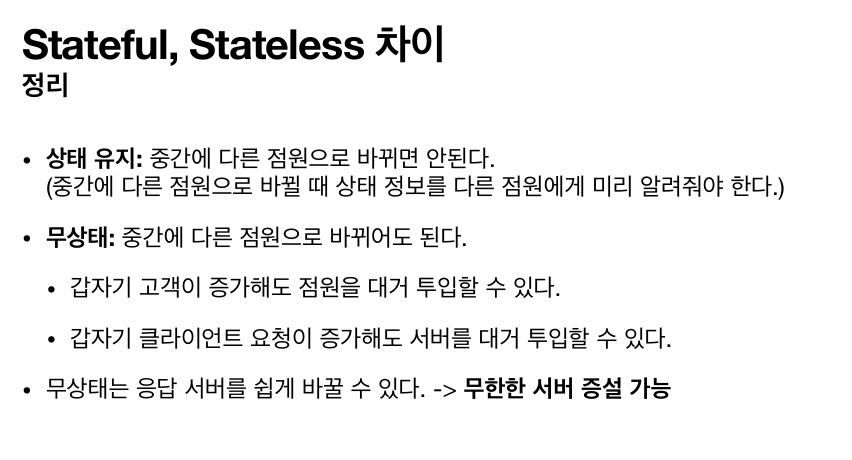 Stateful, Stateless 차이
정리
• 상태 유지: 중간에 다른 점원으로 바뀌면 안된다.
(중간에 다른 점원으로 바뀔 때 상태 정보를 다른 점원에게 미리 알려줘야 한다.)
• 무상태: 중간에 다른 점원으로 바뀌어도 된다.
• 갑자기 고객이 증가해도 점원을 대거 투입할 수 있다.
• 갑자기 클라이언트 요청이 증가해도 서버를 대거 투입할 수 있다.
• 무상태는 응답 서버를 쉽게 바꿀 수 있다. -> 무한한 서버 증설 가능